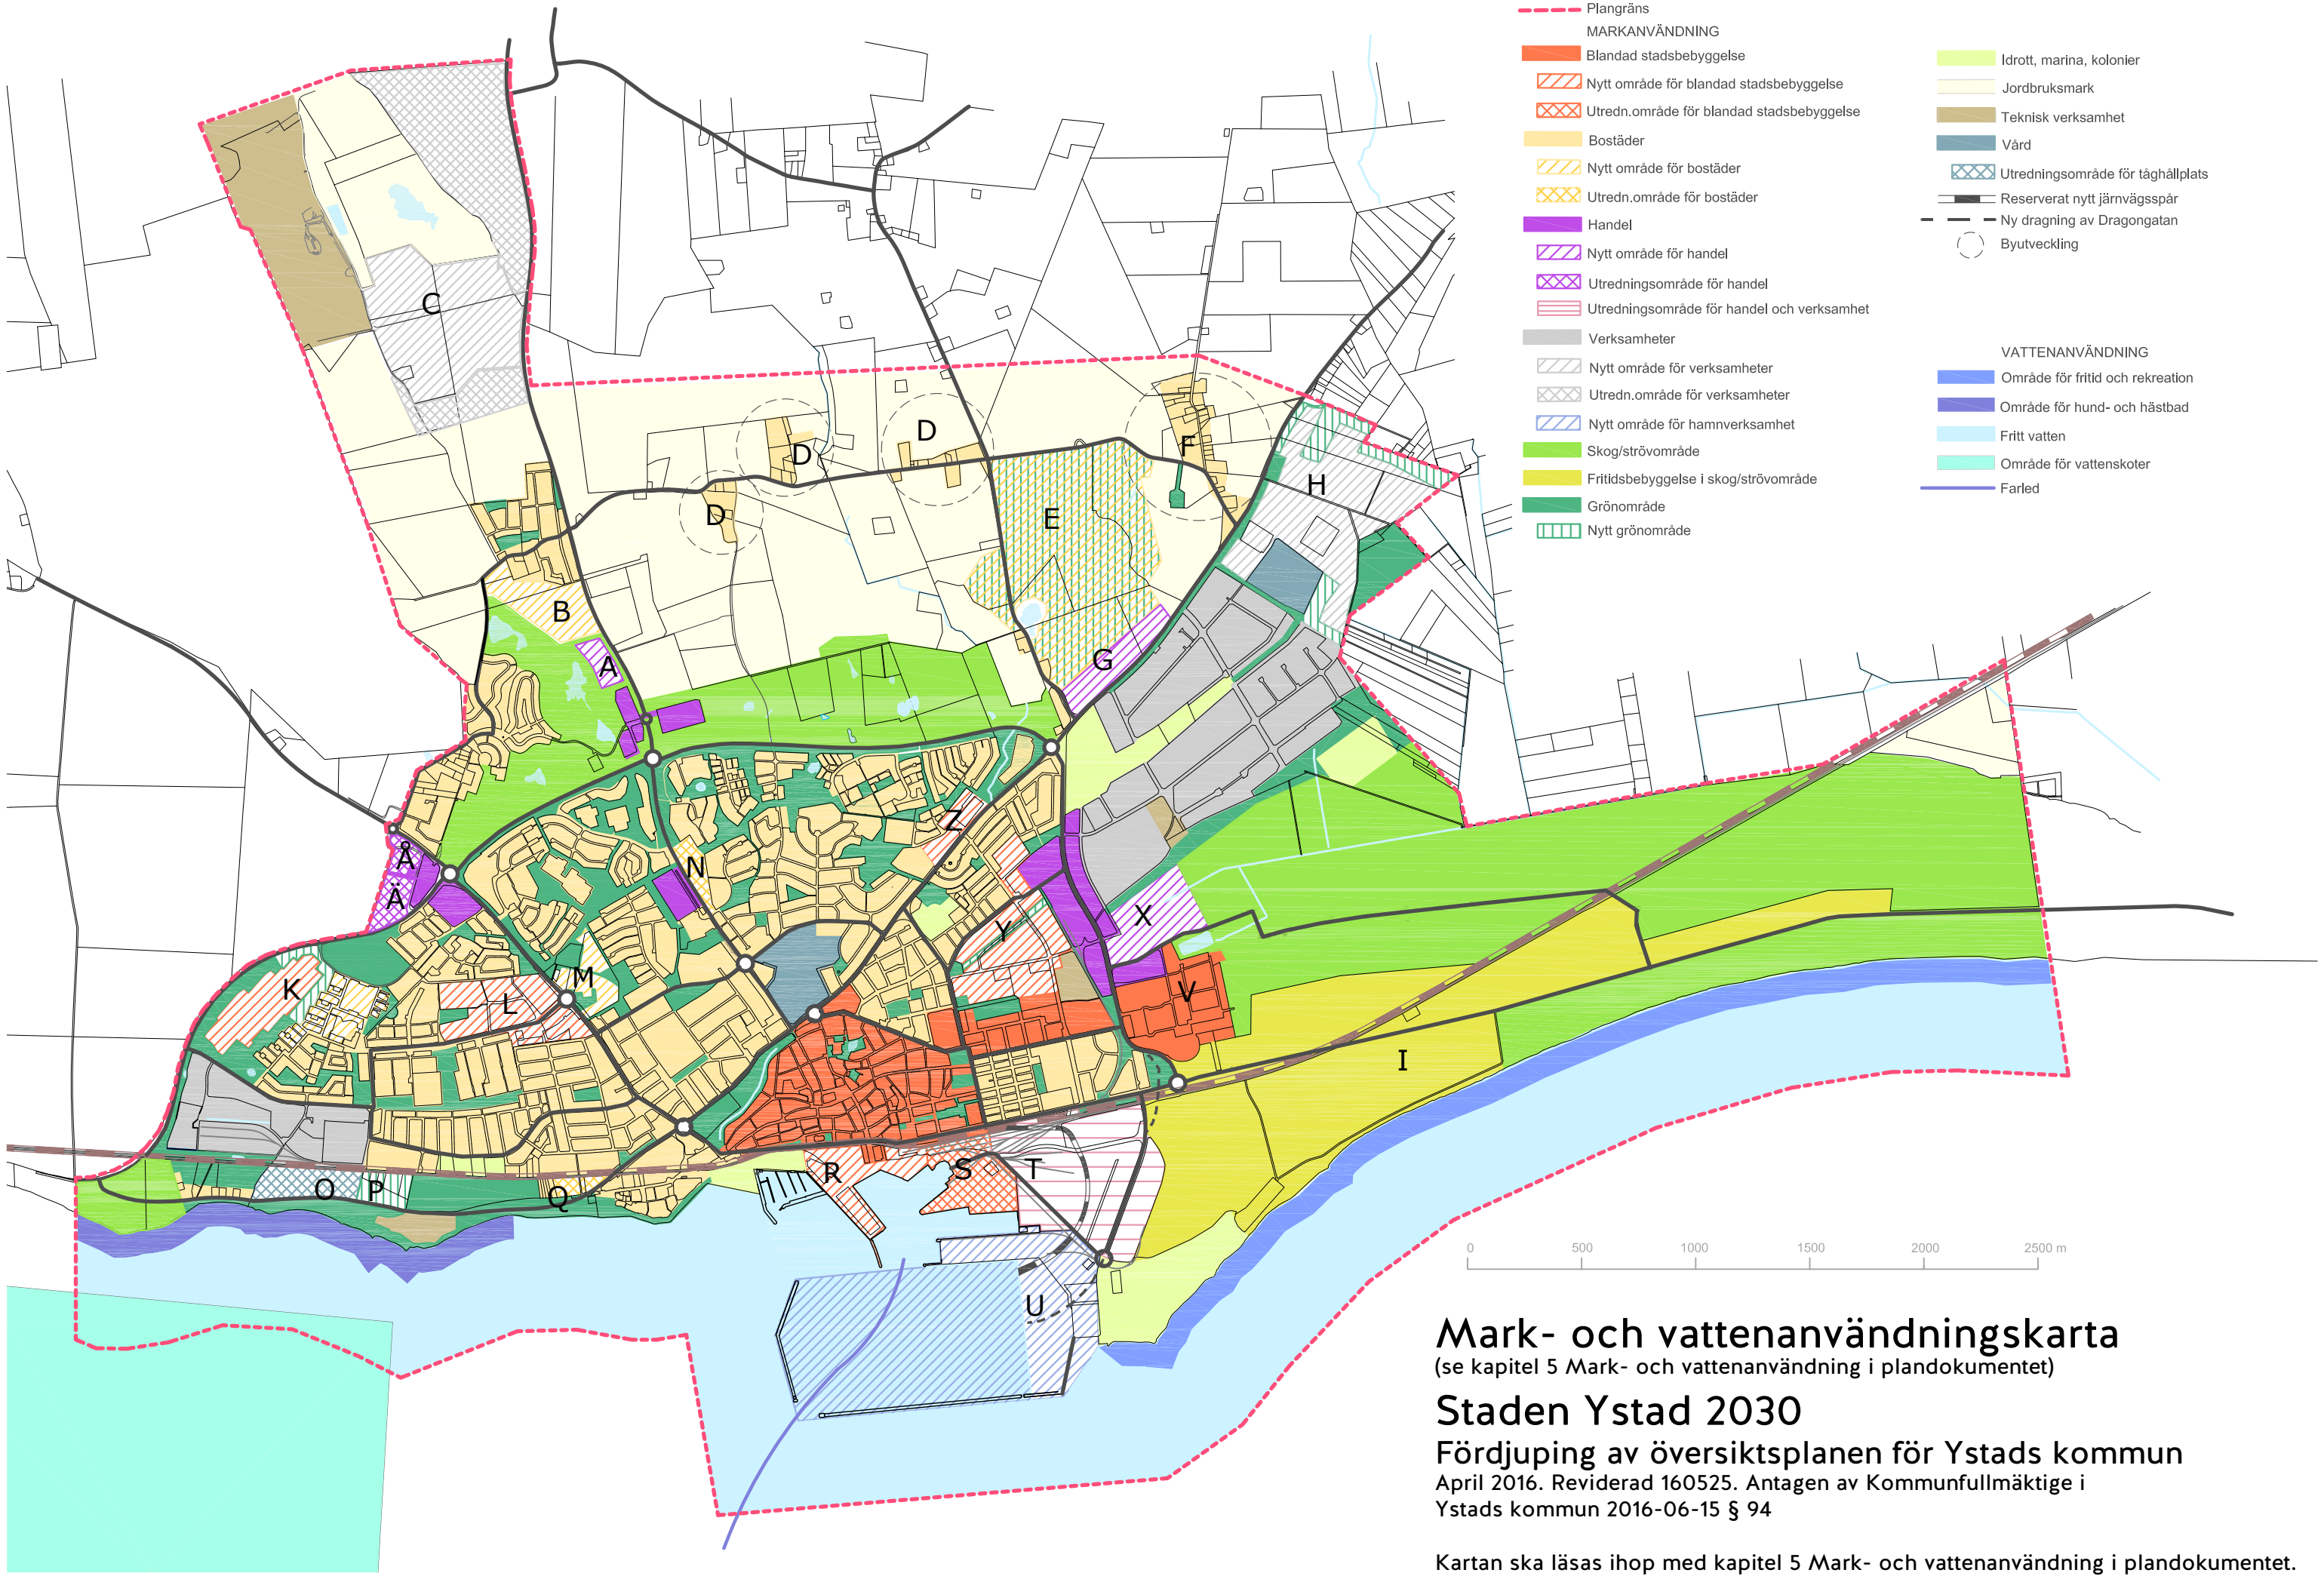 Plangräns
MARKANVÄNDNING
Blandad stadsbebyggelse
Nytt område för blandad stadsbebyggelse
Utredn.område för blandad stadsbebyggelse
Bostäder
Nytt område för bostäder
Utredn.område för bostäder
Handel
Nytt område för handel
Utredningsområde för handel
Utredningsområde för handel och verksamhet
Verksamheter
Nytt område för verksamheter
Utredn.område för verksamheter
Nytt område för hamnverksamhet
Skog/strövområde
Fritidsbebyggelse i skog/strövområde
Grönområde
Nytt grönområde
Idrott, marina, kolonier
Jordbruksmark
Teknisk verksamhet
Vård
Utredningsområde för tåghållplats
Reserverat nytt järnvägsspår
Ny dragning av Dragongatan
Byutveckling
VATTENANVÄNDNING
Område för fritid och rekreation
Område för hund- och hästbad
Fritt vatten
Område för vattenskoter
Farled
C
D
D
D
F
H
E
B
A
G
Z
Å
Ä
N
K
L
M
Y
X
V
I
O
P
Q
R
S
T
U
0 500 1000 1500 2000 2500 m
Mark- och vattenanvändningskarta
(se kapitel 5 Mark- och vattenanvändning i plandokumentet)
Staden Ystad 2030
Fördjuping av översiktsplanen för Ystads kommun
April 2016. Reviderad 160525. Antagen av Kommunfullmäktige i
Ystads kommun 2016-06-15 § 94
Kartan ska läsas ihop med kapitel 5 Mark- och vattenanvändning i plandokumentet.